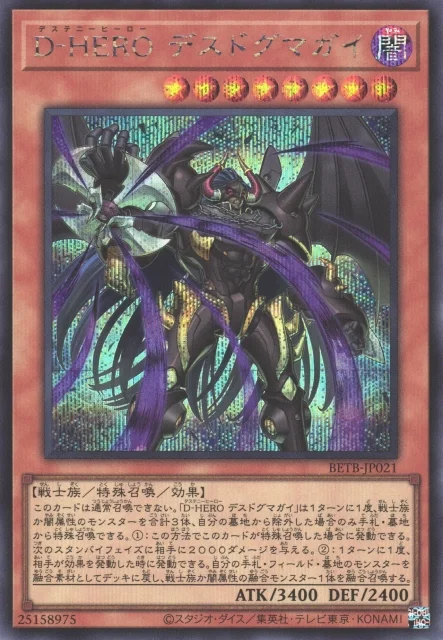 デステニーヒーロー
D-HERO デスドグマガイ
闇
BETB-JP021
【戦士族／特殊召喚／効果】
このカードは通常召喚できない。「D-HERO デスドグマガイ」は1ターンに1度、戦士族
か闇属性のモンスターを合計3体、自分の墓地から除外した場合のみ手札・墓地
から特殊召喚できる。①：この方法でこのカードが特殊召喚した場合に発動できる。
次のスタンバイフェイズに相手に2000ダメージを与える。②：1ターンに1度、
相手が効果を発動した時に発動できる。自分の手札・フィールド・墓地のモンスターを
融合素材としてデッキに戻し、戦士族か闇属性の融合モンスター1体を融合召喚する。
ATK/3400 DEF/2400
25158975
©スタジオ・ダイス／集英社・テレビ東京・KONAMI